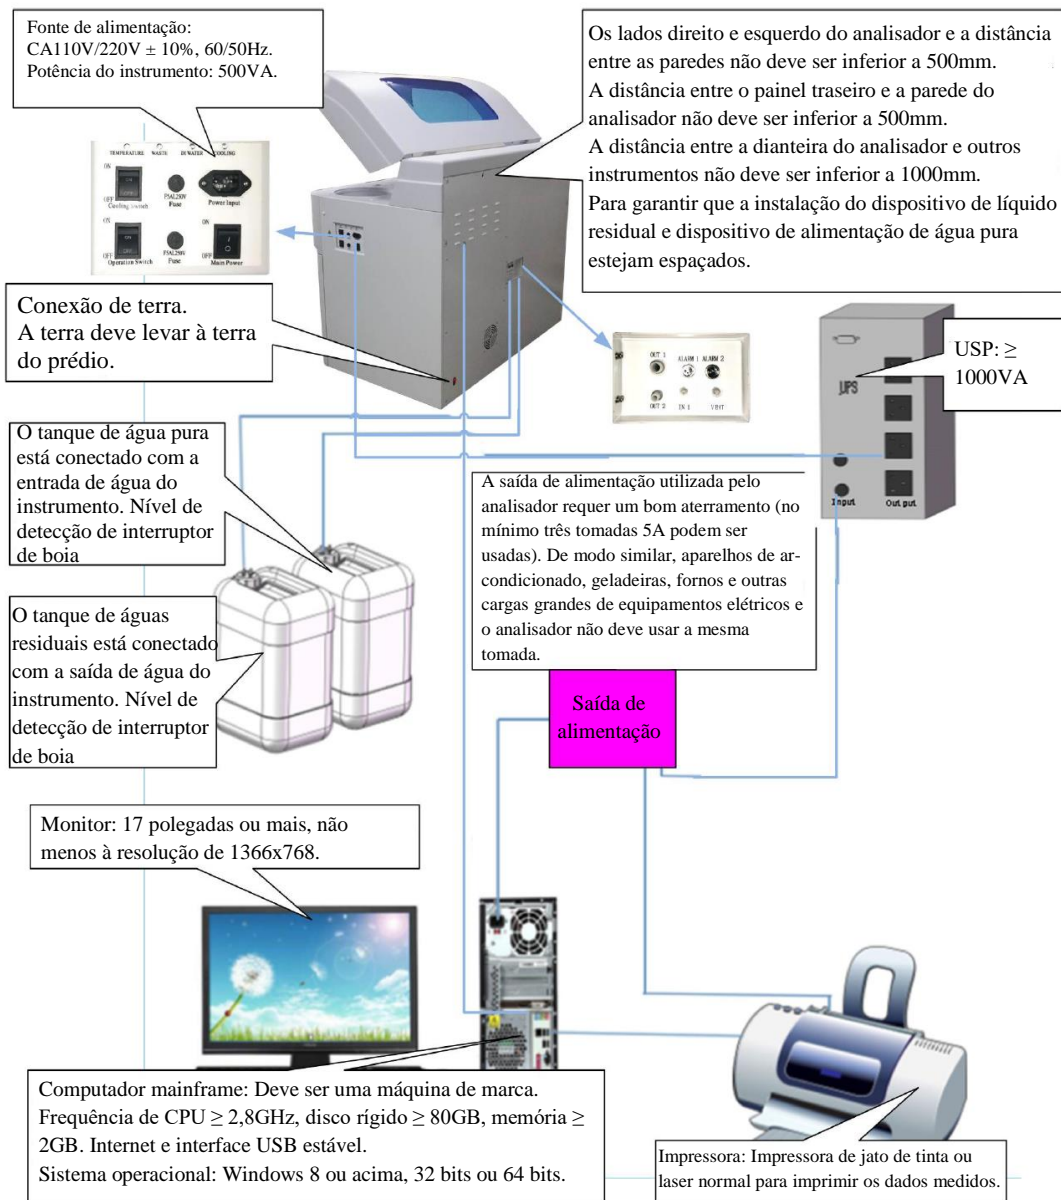 Fonte de alimentação:
CA110V/220V ± 10%, 60/50Hz.
Potência do instrumento: 500VA.
Os lados direito e esquerdo do analisador e a distância
entre as paredes não deve ser inferior a 500mm.
A distância entre o painel traseiro e a parede do
analisador não deve ser inferior a 500mm.
A distância entre a dianteira do analisador e outros
instrumentos não deve ser inferior a 1000mm.
Para garantir que a instalação do dispositivo de líquido
residual e dispositivo de alimentação de água pura
estejam espaçados.
TEMPERATURE WASTE IN WATER COOLING
ON
OFF
Cooling Switch
F5AL250V
Fuse
Power Input
ON
OFF
Operation Switch
F5AL250V
Fuse
ON
OFF
Main Power
Conexão de terra.
A terra deve levar à terra
do prédio.
OUT 1 ALARM 1 ALARM 2
OUT 2 IN 1
UPS
Input
Out put
USP: ≥
1000VA
O tanque de água pura
está conectado com a
entrada de água do
instrumento. Nível de
detecção de interruptor
de boia
A saída de alimentação utilizada pelo
analisador requer um bom aterramento (no
mínimo três tomadas 5A podem ser
usadas). De modo similar, aparelhos de ar-
condicionado, geladeiras, fornos e outras
cargas grandes de equipamentos elétricos e
o analisador não deve usar a mesma
tomada.
O tanque de águas
residuais está conectado
com a saída de água do
instrumento. Nível de
detecção de interruptor
de boia
Saída de
alimentação
Monitor: 17 polegadas ou mais, não
menos à resolução de 1366x768.
Computador mainframe: Deve ser uma máquina de marca.
Frequência de CPU ≥ 2,8GHz, disco rígido ≥ 80GB, memória ≥
2GB. Internet e interface USB estável.
Sistema operacional: Windows 8 ou acima, 32 bits ou 64 bits.
Impressora: Impressora de jato de tinta ou
laser normal para imprimir os dados medidos.